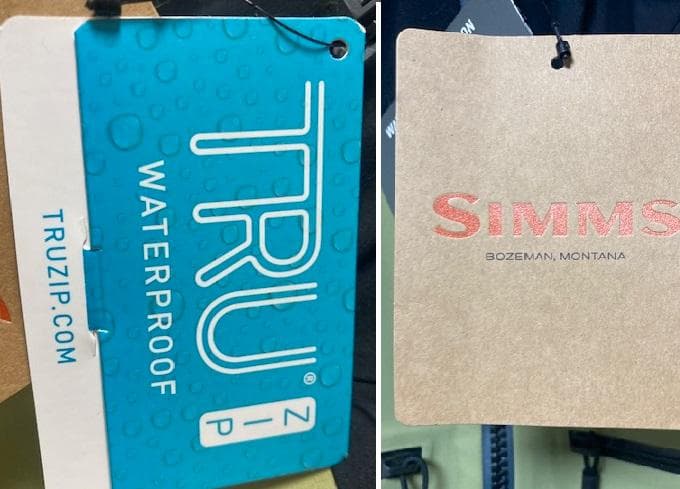 TRU®
ZIP
WATERPROOF
TRUZIP.COM
SIMMS
BOZEMAN, MONTANA